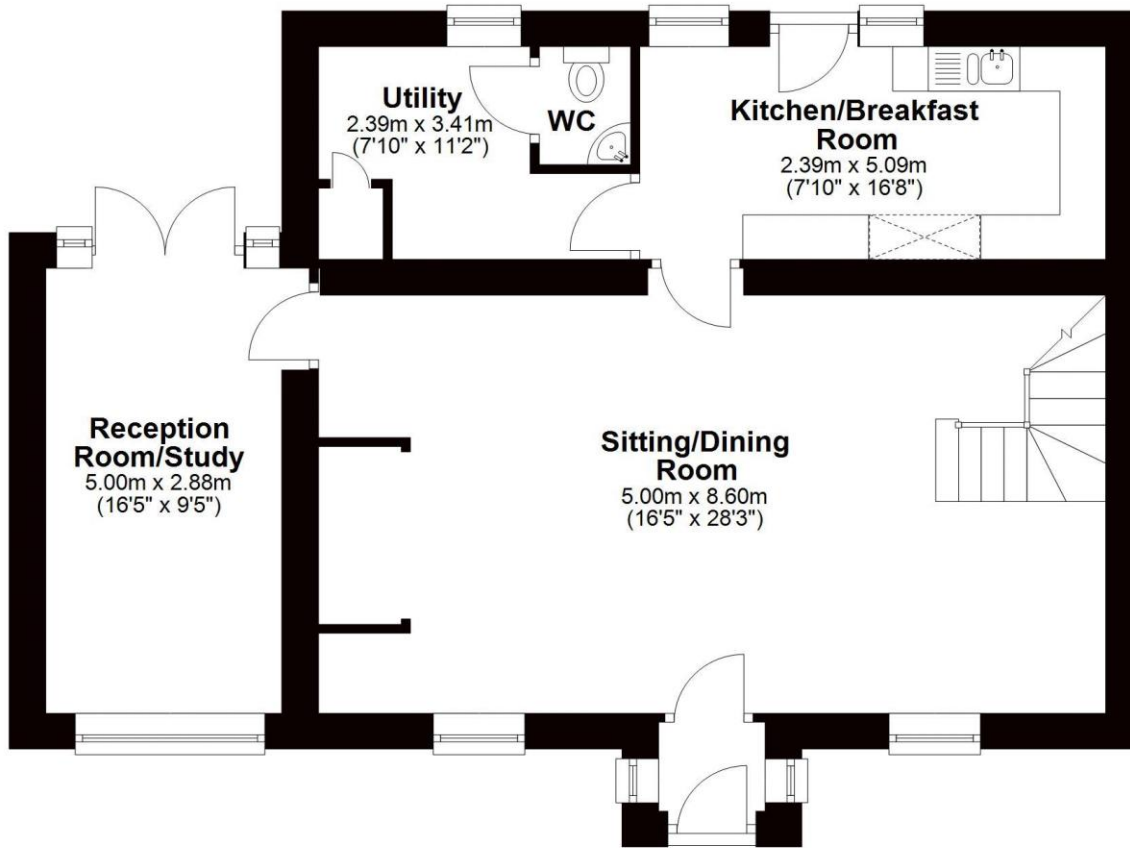 Utility
2.39m x 3.41m
(7'10" x 11'2")
WC
Kitchen/Breakfast
Room
2.39m x 5.09m
(7'10" x 16'8")
Reception
Room/Study
5.00m x 2.88m
(16'5" x 9'5")
Sitting/Dining
Room
5.00m x 8.60m
(16'5" x 28'3")